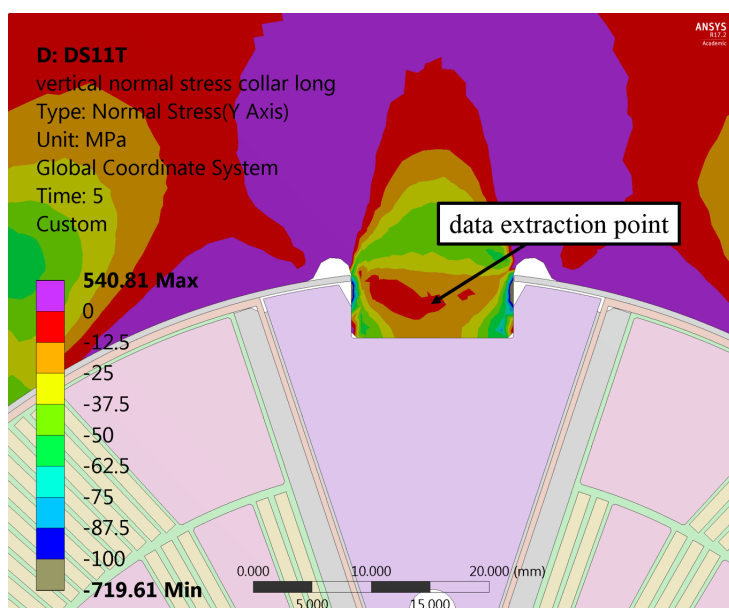 ANSYS
R17.2
Academic
D: DS11T
vertical normal stress collar long
Type: Normal Stress(Y Axis)
Unit: MPa
Global Coordinate System
Time: 5
Custom
data extraction point
540.81 Max
0
-12.5
-25
-37.5
-50
-62.5
-75
-87.5
-100
-719.61 Min
0.000 10.000 20.000 (mm)
5.000 15.000